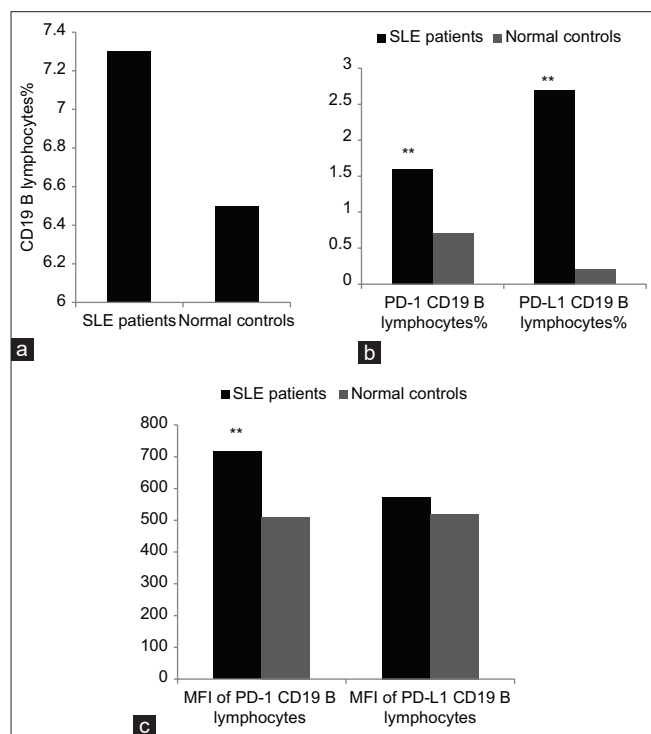 7.4
7.2
7
6.8
6.6
6.4
6.2
6
CD19 B lymphocytes%
SLE patients
Normal controls
a
SLE patients
Normal controls
3
2.5
2
1.5
1
0.5
0
**
**
PD-1 CD19 B
lymphocytes%
PD-L1 CD19 B
lymphocytes%
b
SLE patients
Normal controls
800
700
600
500
400
300
200
100
0
**
MFI of PD-1 CD19 B
lymphocytes
MFI of PD-L1 CD19 B
lymphocytes
c